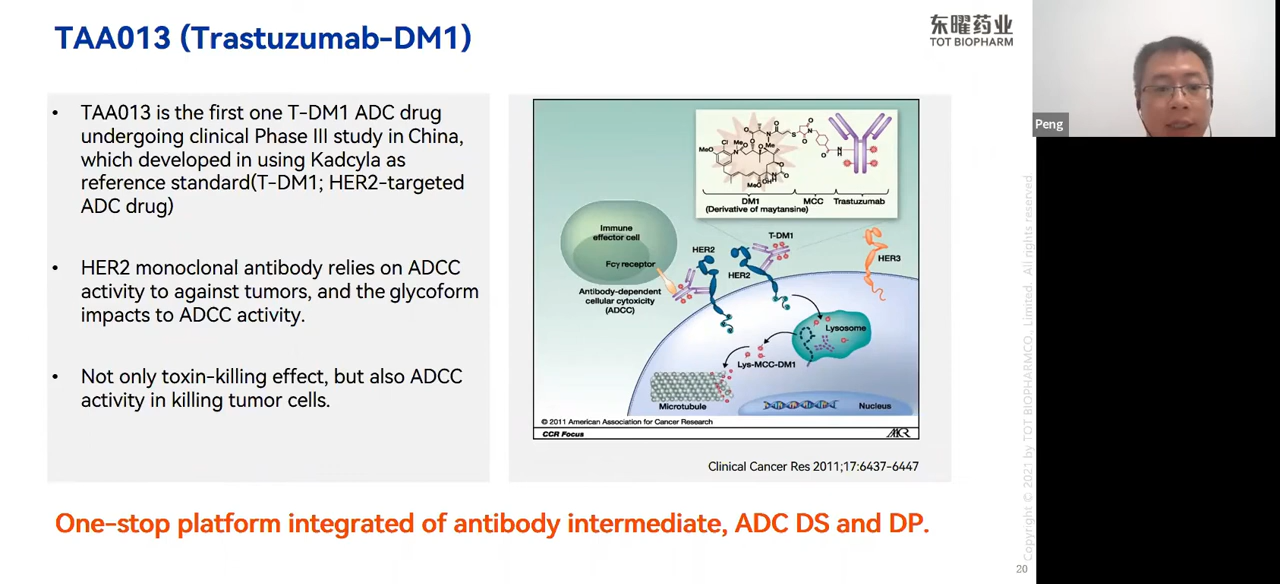 TAA013 (Trastuzumab-DM1)
东曜药业
TOT BIOPHARM
Peng
• TAA013 is the first one T-DM1 ADC drug
undergoing clinical Phase III study in China,
which developed in using Kadcyla as
reference standard(T-DM1; HER2-targeted
ADC drug)
• HER2 monoclonal antibody relies on ADCC
activity to against tumors, and the glycoform
impacts to ADCC activity.
• Not only toxin-killing effect, but also ADCC
activity in killing tumor cells.
DM1
(Derivative of maytansine)
MCC
Trastuzumab
Immune
effector cell
Fcγ receptor
Antibody-dependent
cellular cytoxicity
(ADCC)
HER2
HER2
T-DM1
HER3
Lysosome
Lys-MCC-DM1
Microtubule
Nucleus
© 2011 American Association for Cancer Research
CCR Focus
AACR
Clinical Cancer Res 2011;17:6437-6447
One-stop platform integrated of antibody intermediate, ADC DS and DP.
Copyright © 2021 by TOT BIOPHARMCO., Limited. All rights reserved.
20